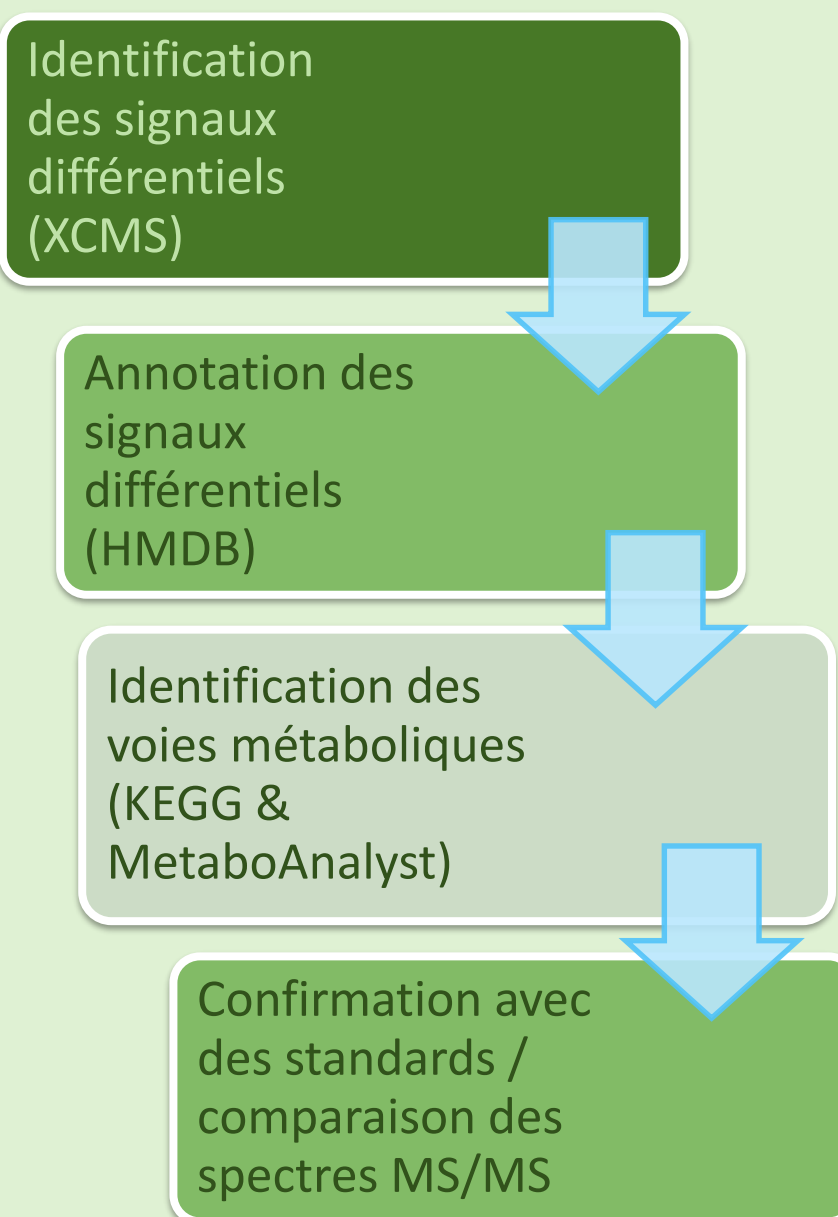 Identification
des signaux
différentiels
(XCMS)
Annotation des
signaux
différentiels
(HMDB)
Identification des
voies métaboliques
(KEGG &
MetaboAnalyst)
Confirmation avec
des standards /
comparaison des
spectres MS/MS